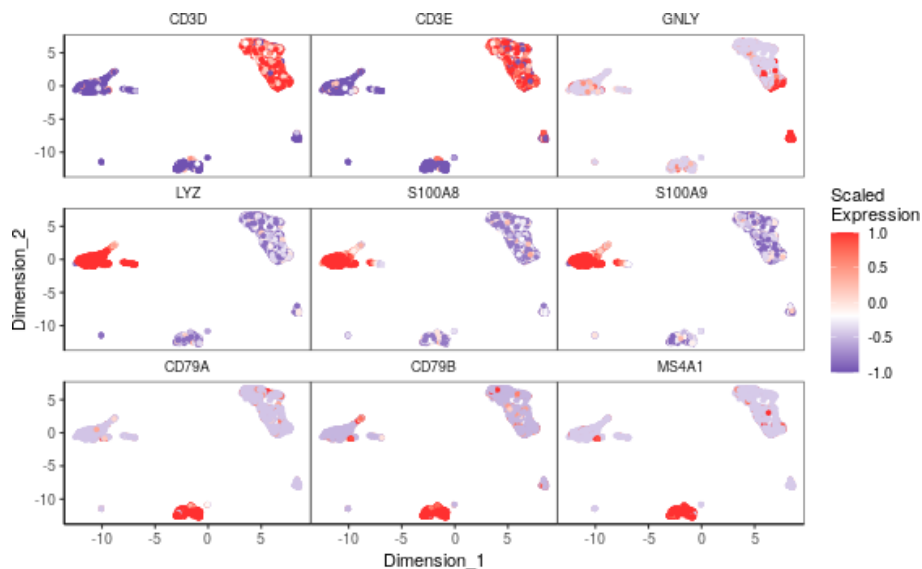 CD3D CD3E GNLY
5
0
-5
-10
LYZ S100A8 S100A9
5
0
-5
-10
CD79A CD79B MS4A1
5
0
-5
-10
-10 -5 0 5 -10 -5 0 5 -10 -5 0 5
Dimension_1
Dimension_2
Scaled
Expression
1.0
0.5
0.0
-0.5
-1.0